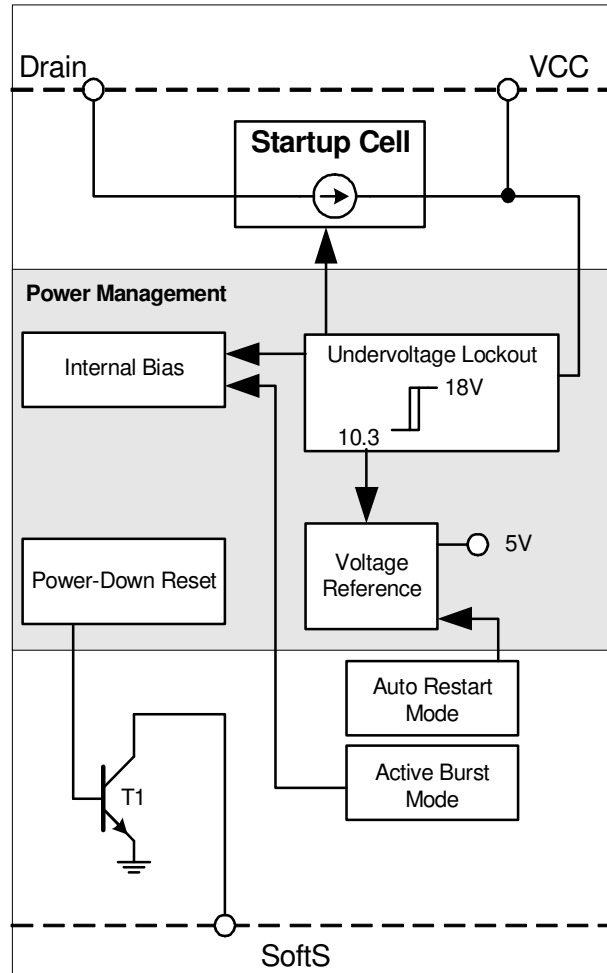 Drain
VCC
Startup Cell
Power Management
Internal Bias
Undervoltage Lockout
18V
10.3
Power-Down Reset
Voltage
Reference
5V
Auto Restart
Mode
Active Burst
Mode
T1
SoftS